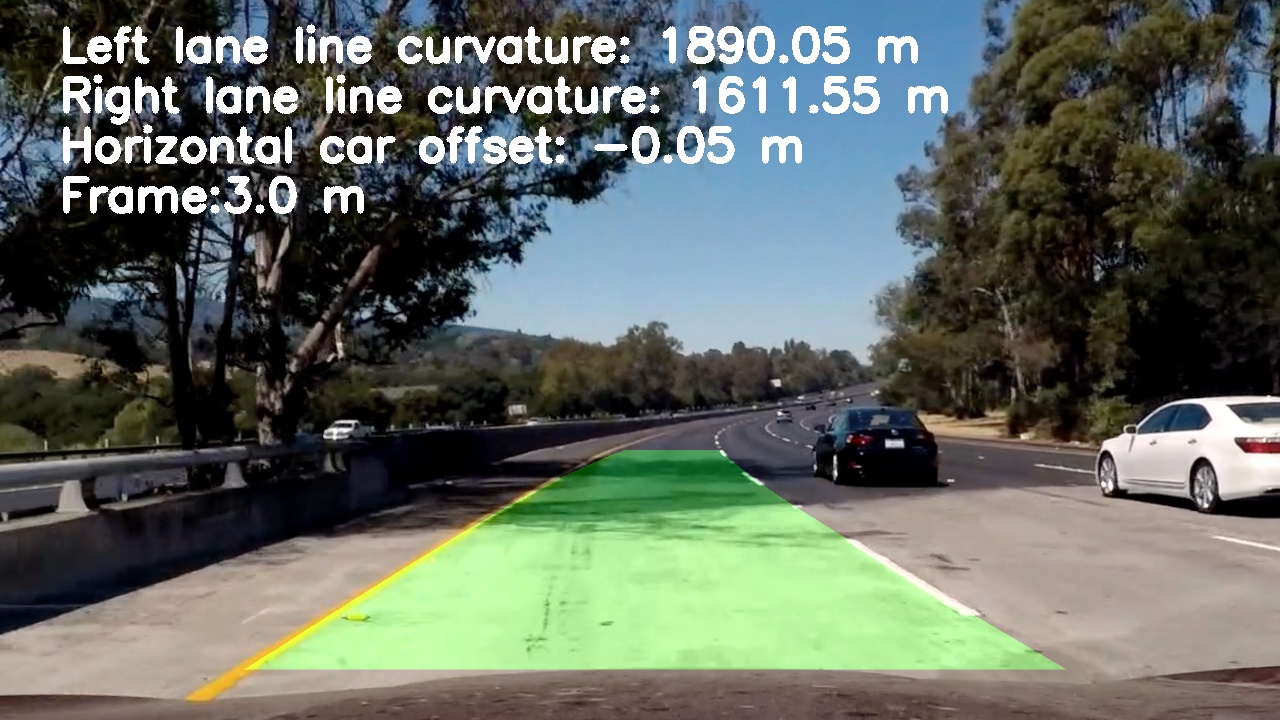 Left lane line curvature: 1890.05 m
Right lane line curvature: 1611.55 m
Horizontal car offset: -0.05 m
Frame:3.0 m